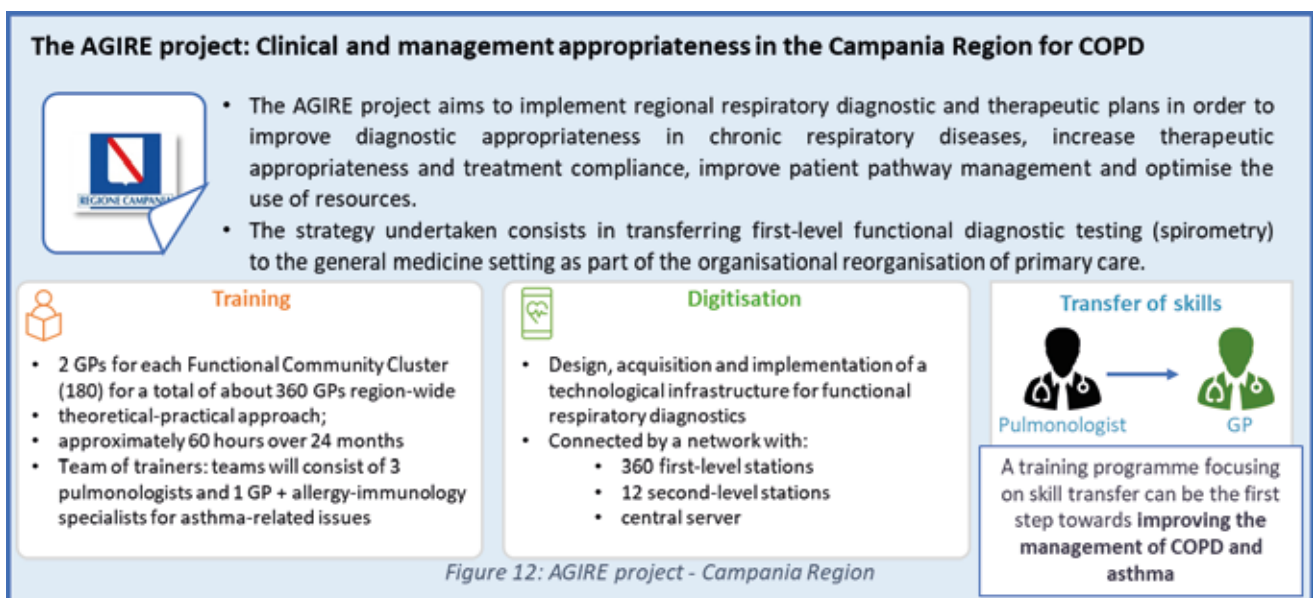 The AGIRE project: Clinical and management appropriateness in the Campania Region for COPD
REGIONE CAMPANIA
• The AGIRE project aims to implement regional respiratory diagnostic and therapeutic plans in order to
improve diagnostic appropriateness in chronic respiratory diseases, increase therapeutic
appropriateness and treatment compliance, improve patient pathway management and optimise the
use of resources.
• The strategy undertaken consists in transferring first-level functional diagnostic testing (spirometry)
to the general medicine setting as part of the organisational reorganisation of primary care.
Training
• 2 GPs for each Functional Community Cluster
(180) for a total of about 360 GPs region-wide
• theoretical-practical approach;
• approximately 60 hours over 24 months
• Team of trainers: teams will consist of 3
pulmonologists and 1 GP + allergy-immunology
specialists for asthma-related issues
Digitisation
• Design, acquisition and implementation of a
technological infrastructure for functional
respiratory diagnostics
• Connected by a network with:
• 360 first-level stations
• 12 second-level stations
• central server
Transfer of skills
Pulmonologist
GP
A training programme focusing
on skill transfer can be the first
step towards improving the
management of COPD and
asthma
Figure 12: AGIRE project - Campania Region